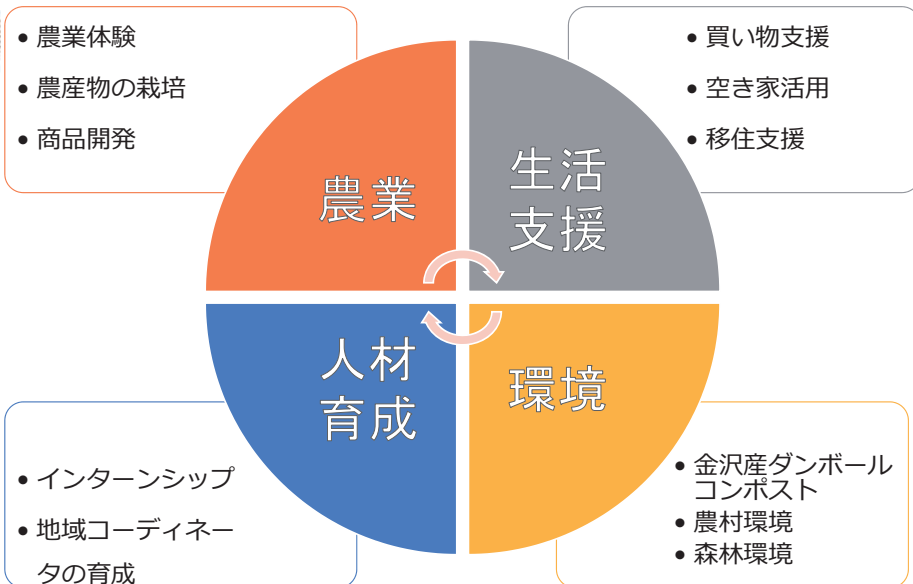 • 農業体験
• 農産物の栽培
• 商品開発
• 買い物支援
• 空き家活用
• 移住支援
農業
生活
支援
人材
育成
環境
• インターンシップ
• 地域コーディネー
タの育成
• 金沢産ダンボール
コンポスト
• 農村環境
• 森林環境